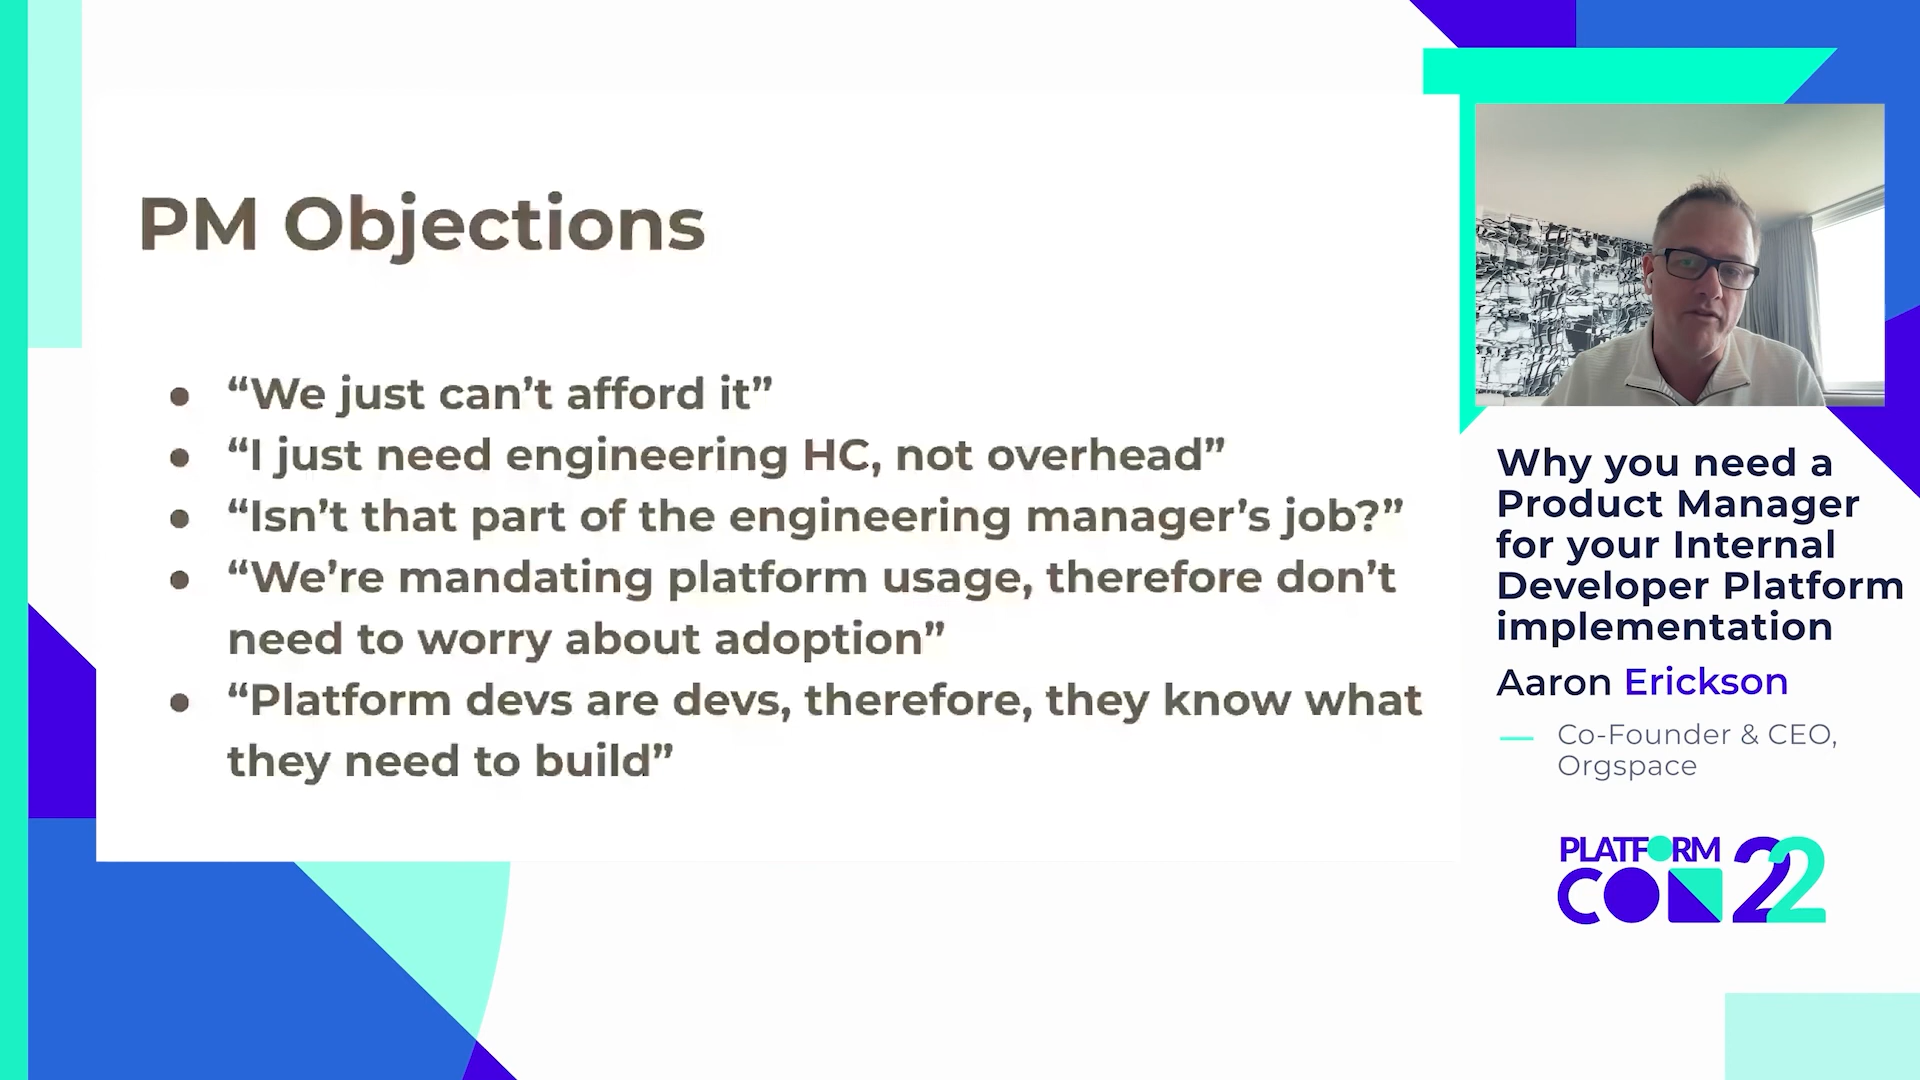 PM Objections
“We just can’t afford it”
“I just need engineering HC, not overhead”
“Isn’t that part of the engineering manager’s job?”
“We’re mandating platform usage, therefore don’t
need to worry about adoption”
“Platform devs are devs, therefore, they know what
they need to build”
Why you need a
Product Manager
for your Internal
Developer Platform
implementation
Aaron Erickson
Co-Founder & CEO,
Orgspace
PLATFORM
CON 22